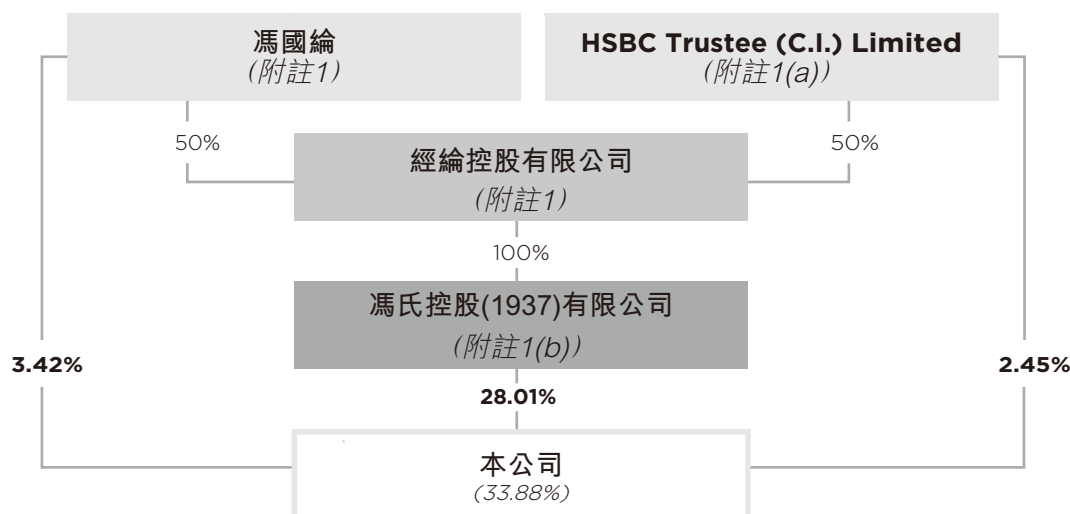 馮國綸
(附註1)
HSBC Trustee (C.I.) Limited
(附註1(a))
50%
50%
經綸控股有限公司
(附註1)
100%
馮氏控股(1937)有限公司
(附註1(b))
3.42%
2.45%
28.01%
本公司
(33.88%)